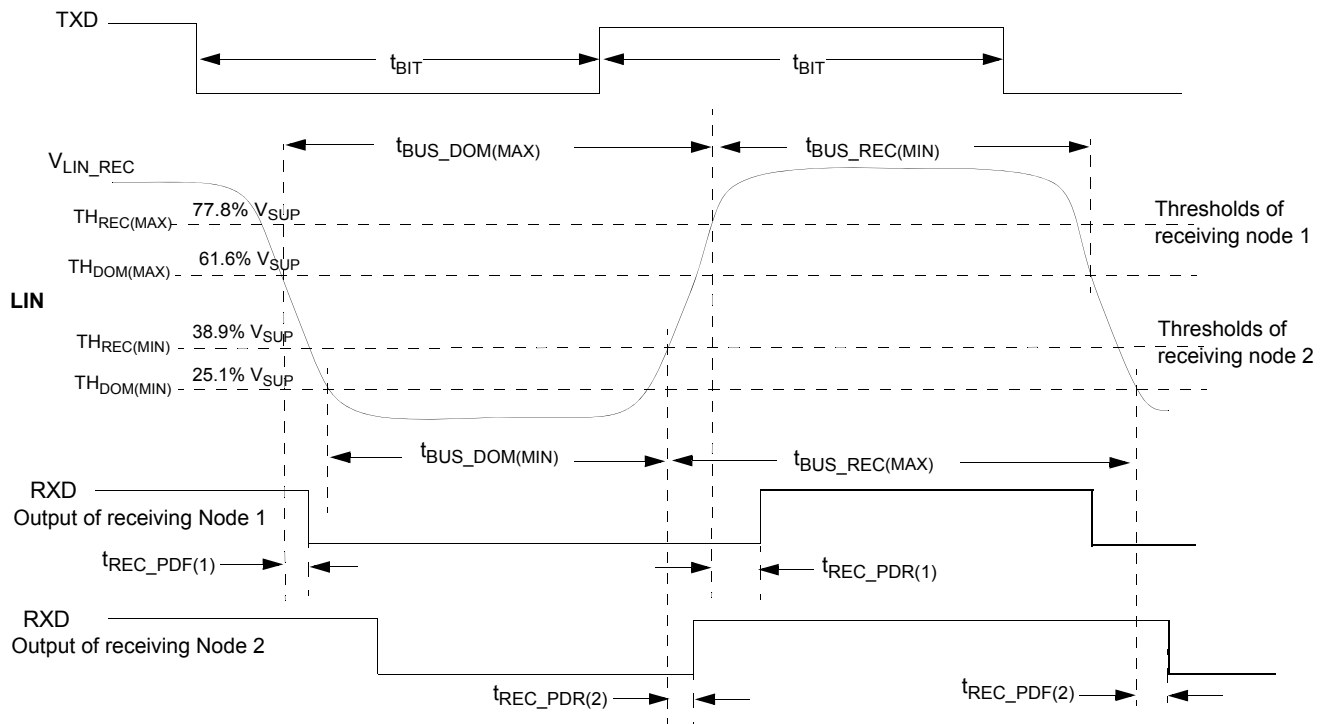 TXD
tBIT
tBIT
tBUS_DOM(MAX)
tBUS_REC(MIN)
VLIN_REC
THREC(MAX)
77.8% VSUP
Thresholds of
receiving node 1
THDOM(MAX)
61.6% VSUP
LIN
THREC(MIN)
38.9% VSUP
Thresholds of
receiving node 2
THDOM(MIN)
25.1% VSUP
tBUS_DOM(MIN)
tBUS_REC(MAX)
RXD
Output of receiving Node 1
tREC_PDF(1)
tREC_PDR(1)
RXD
Output of receiving Node 2
tREC_PDR(2)
tREC_PDF(2)